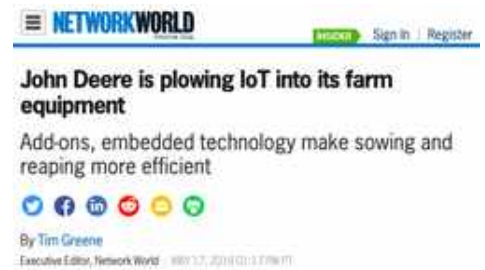 NETWORKWORLD
INSIDER Sign In | Register
John Deere is plowing IoT into its farm
equipment
Add-ons, embedded technology make sowing and
reaping more efficient
By Tim Greene
Executive Editor, Network World